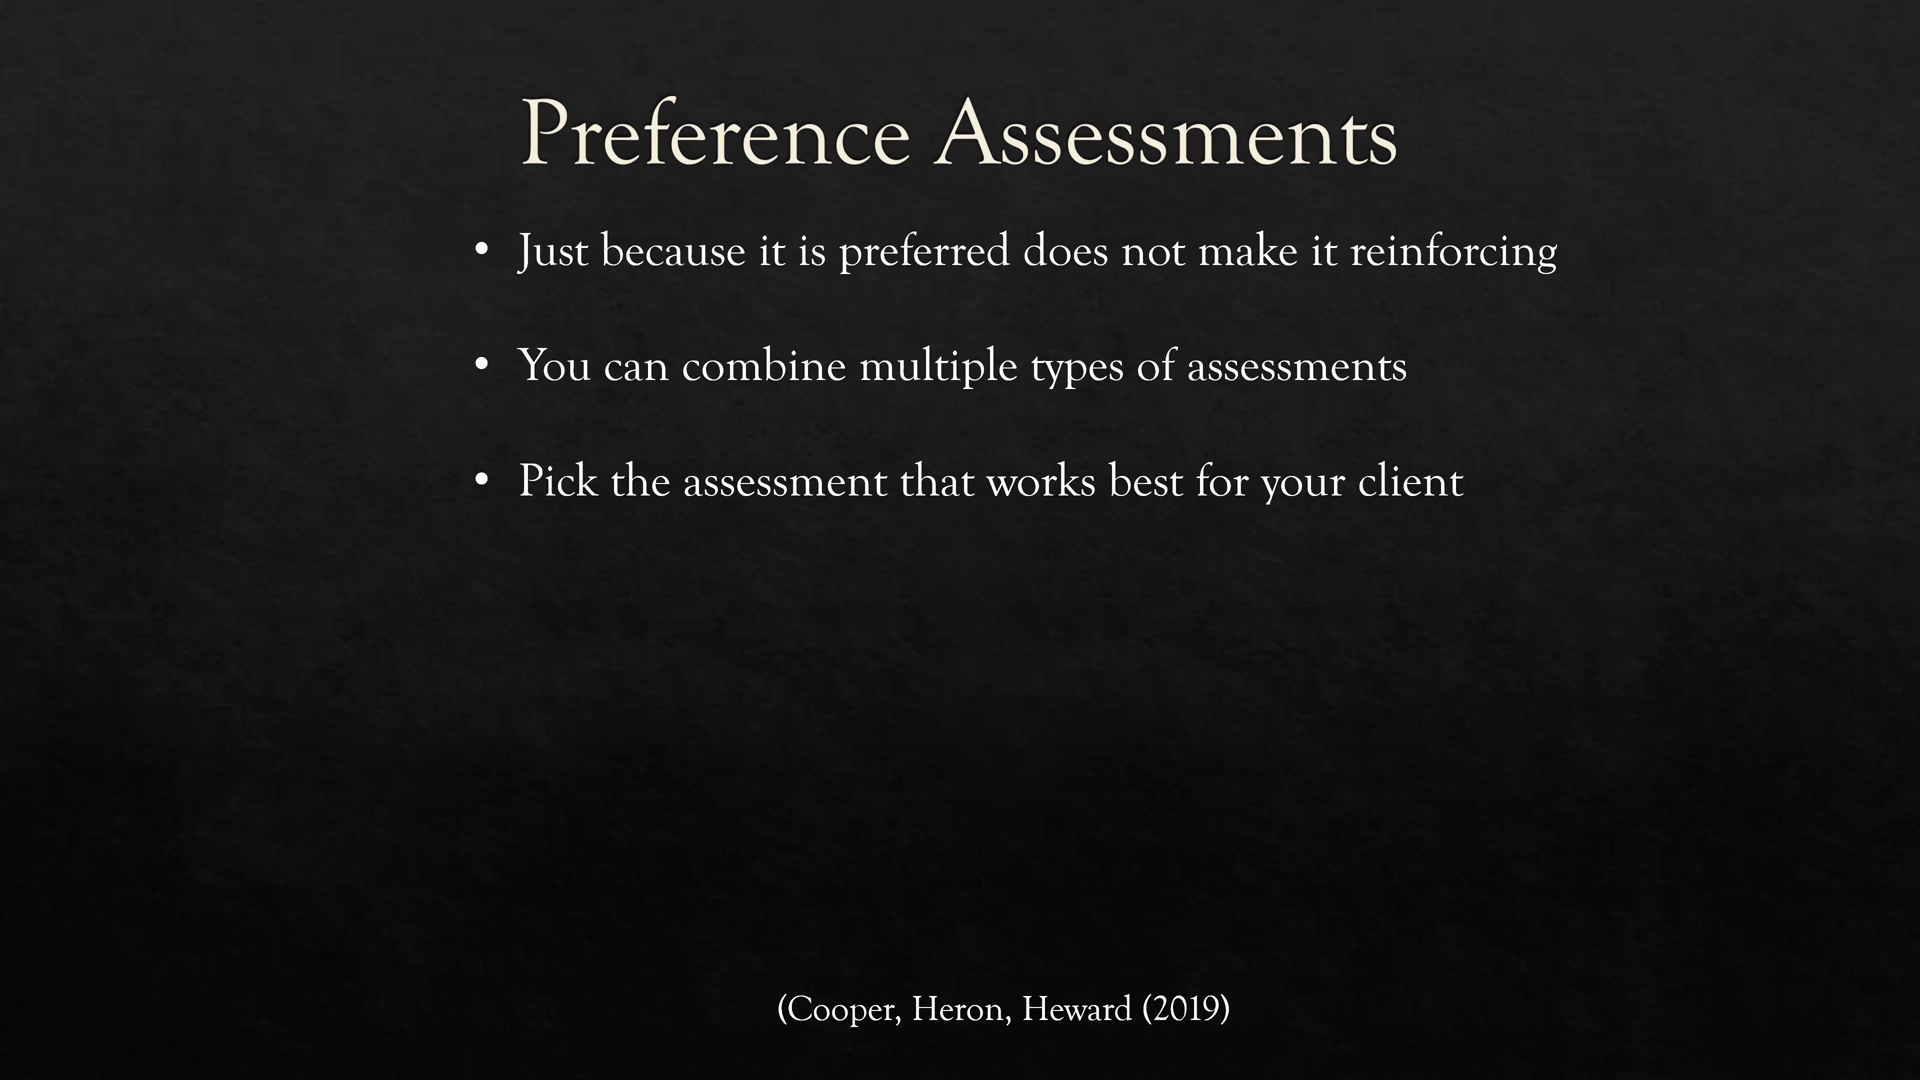 Preference Assessments
• Just because it is preferred does not make it reinforcing
• You can combine multiple types of assessments
• Pick the assessment that works best for your client
(Cooper, Heron, Heward (2019)